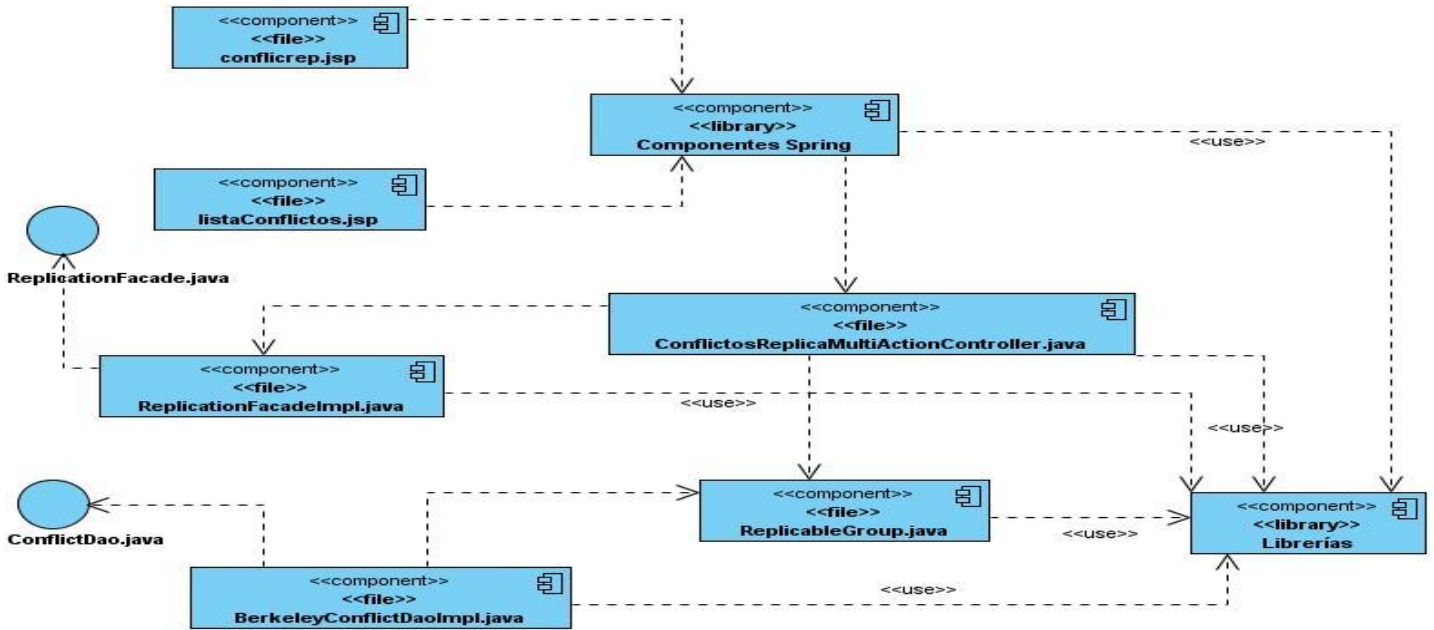 <<component>>
<<file>>
conflicrep.jsp
<<component>>
<<library>>
Componentes Spring
<<use>>
<<component>>
<<file>>
listaConflictos.jsp
ReplicationFacade.java
<<component>>
<<file>>
ConflictosReplicaMultiActionController.java
<<component>>
<<file>>
ReplicationFacadeImpl.java
<<use>>
<<use>>
<<component>>
<<file>>
ReplicableGroup.java
<<use>>
<<component>>
<<library>>
Librerías
ConflictDao.java
<<component>>
<<file>>
BerkeleyConflictDaoImpl.java
<<use>>